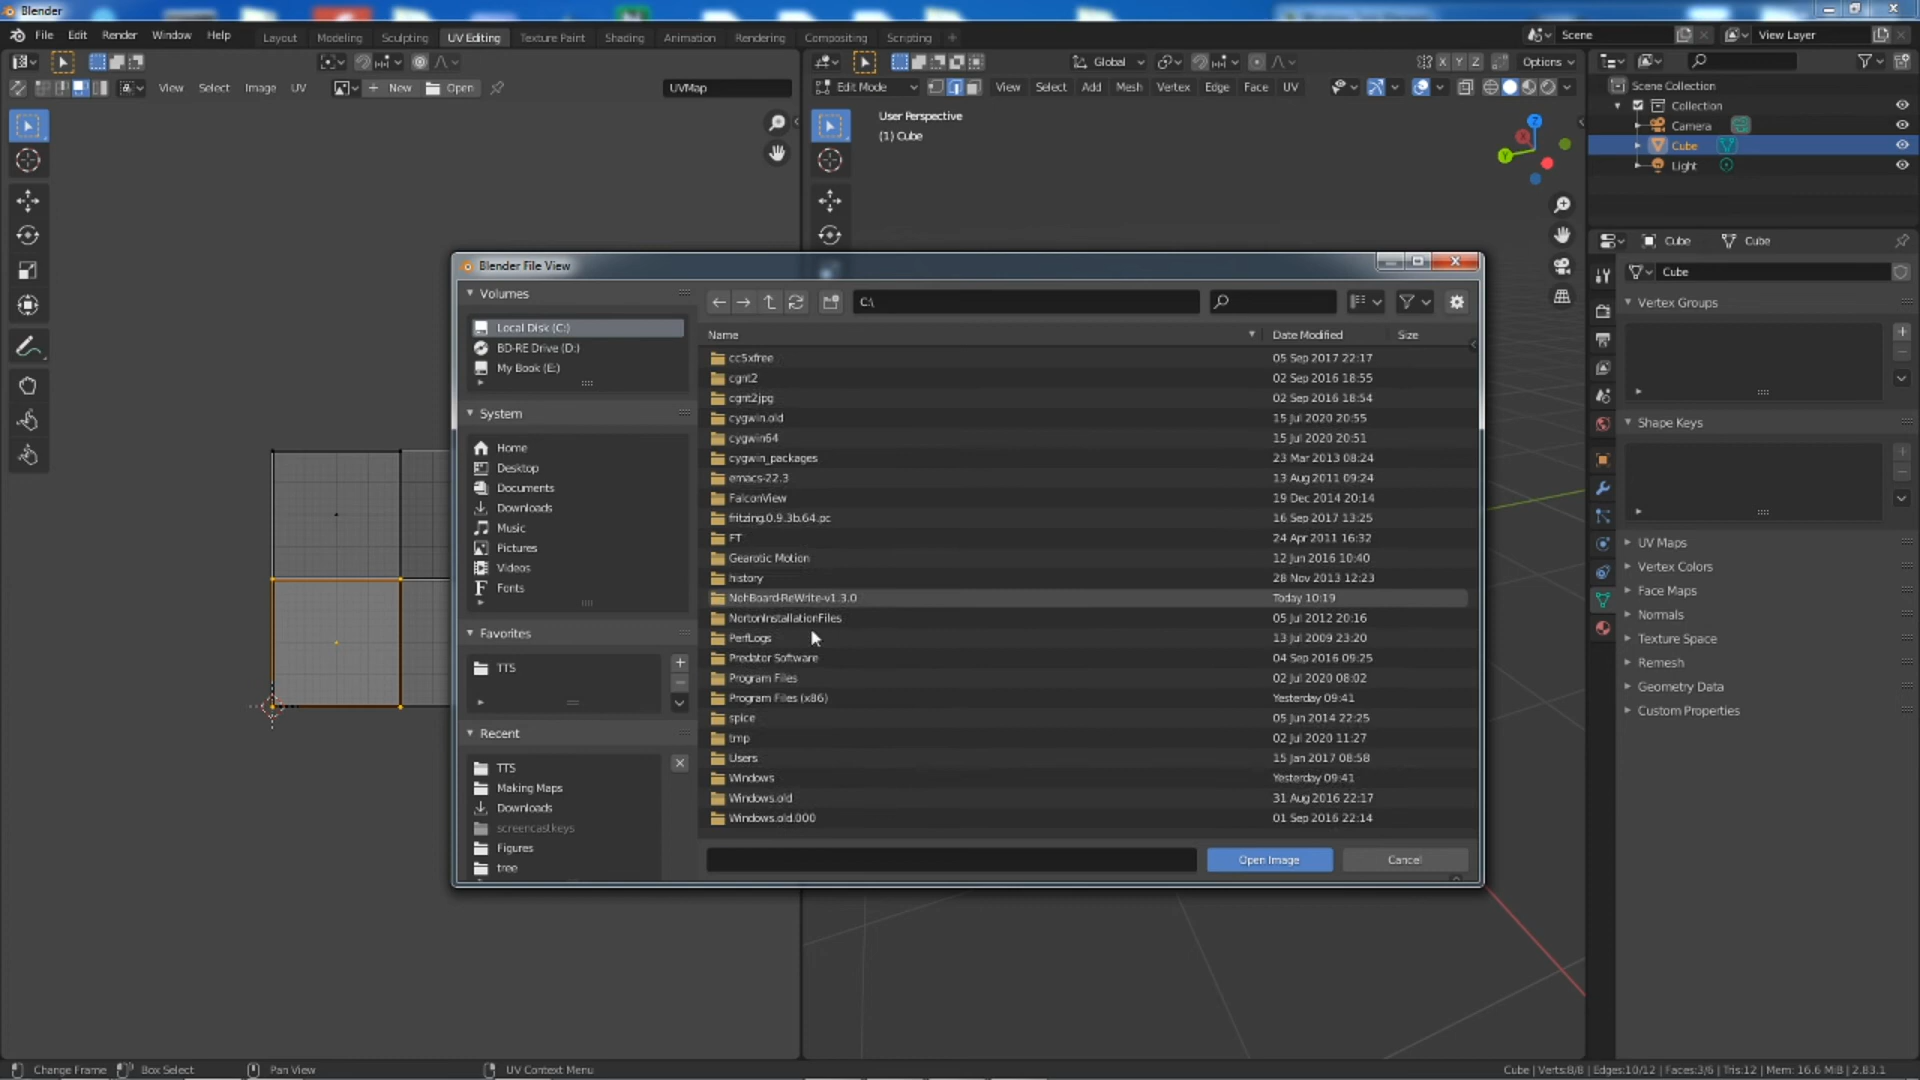 Blender
File Edit Render Window Help Layout Modeling Sculpting UV Editing Texture Paint Shading Animation Rendering Compositing Scripting Scene View Layer
Global X Y Z Options
View Select Image UV New Open UVMap Edit Mode View Select Add Mesh Vertex Edge Face UV
User Perspective
(1) Cube
Z
Y
Scene Collection
Collection
Camera
Cube
Light
Cube Cube
Cube
Vertex Groups
Shape Keys
UV Maps
Vertex Colors
Face Maps
Normals
Texture Space
Remesh
Geometry Data
Custom Properties
Blender File View
Volumes
Local Disk (C:)
BD-RE Drive (D:)
My Book (E:)
System
Home
Desktop
Documents
Downloads
Music
Pictures
Videos
Fonts
Favorites
TTS
Recent
TTS
Making Maps
Downloads
screencastkeys
Figures
tree
C:\
Name Date Modified Size
cc5xfree 05 Sep 2017 22:17
cgnt2 02 Sep 2016 18:55
cgnt2jpg 02 Sep 2016 18:54
cygwin.old 15 Jul 2020 20:55
cygwin64 15 Jul 2020 20:51
cygwin_packages 23 Mar 2013 08:24
emacs-22.3 13 Aug 2011 09:24
FalconView 19 Dec 2014 20:14
fritzing.0.9.3b.64.pc 16 Sep 2017 13:25
FT 24 Apr 2011 16:32
Gearotic Motion 12 Jun 2016 10:40
history 28 Nov 2013 12:23
NohBoard-ReWrite-v1.3.0 Today 10:19
NortonInstallationFiles 05 Jul 2012 20:16
PerfLogs 13 Jul 2009 23:20
Predator Software 04 Sep 2016 09:25
Program Files 02 Jul 2020 08:02
Program Files (x86) Yesterday 09:41
spice 05 Jun 2014 22:25
tmp 02 Jul 2020 11:27
Users 15 Jan 2017 08:58
Windows Yesterday 09:41
Windows.old 31 Aug 2016 22:17
Windows.old.000 01 Sep 2016 22:14
Open Image Cancel
Change Frame Box Select Pan View UV Context Menu Cube | Verts:8/8 | Edges:10/12 | Faces:3/6 | Tris:12 | Mem: 16.6 MiB | 2.83.1